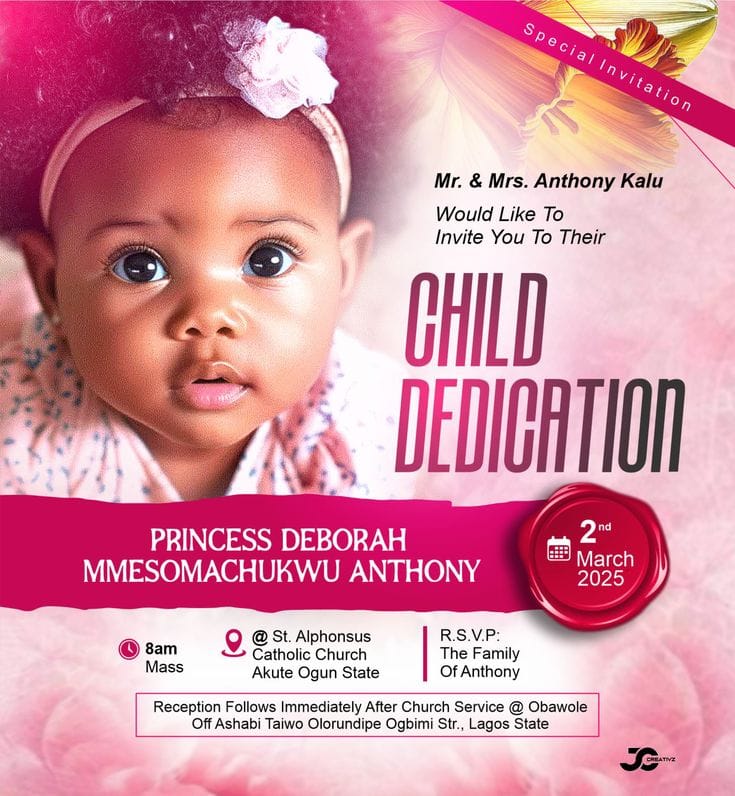 Special Invitation
Mr. & Mrs. Anthony Kalu
Would Like To
Invite You To Their
CHILD
DEDICATION
PRINCESS DEBORAH
MMESOMACHUKWU ANTHONY
2nd
March
2025
8am
Mass
@ St. Alphonsus
Catholic Church
Akute Ogun State
R.S.V.P:
The Family
Of Anthony
Reception Follows Immediately After Church Service @ Obawole
Off Ashabi Taiwo Olorundipe Ogbimi Str., Lagos State
JC CREATIVZ